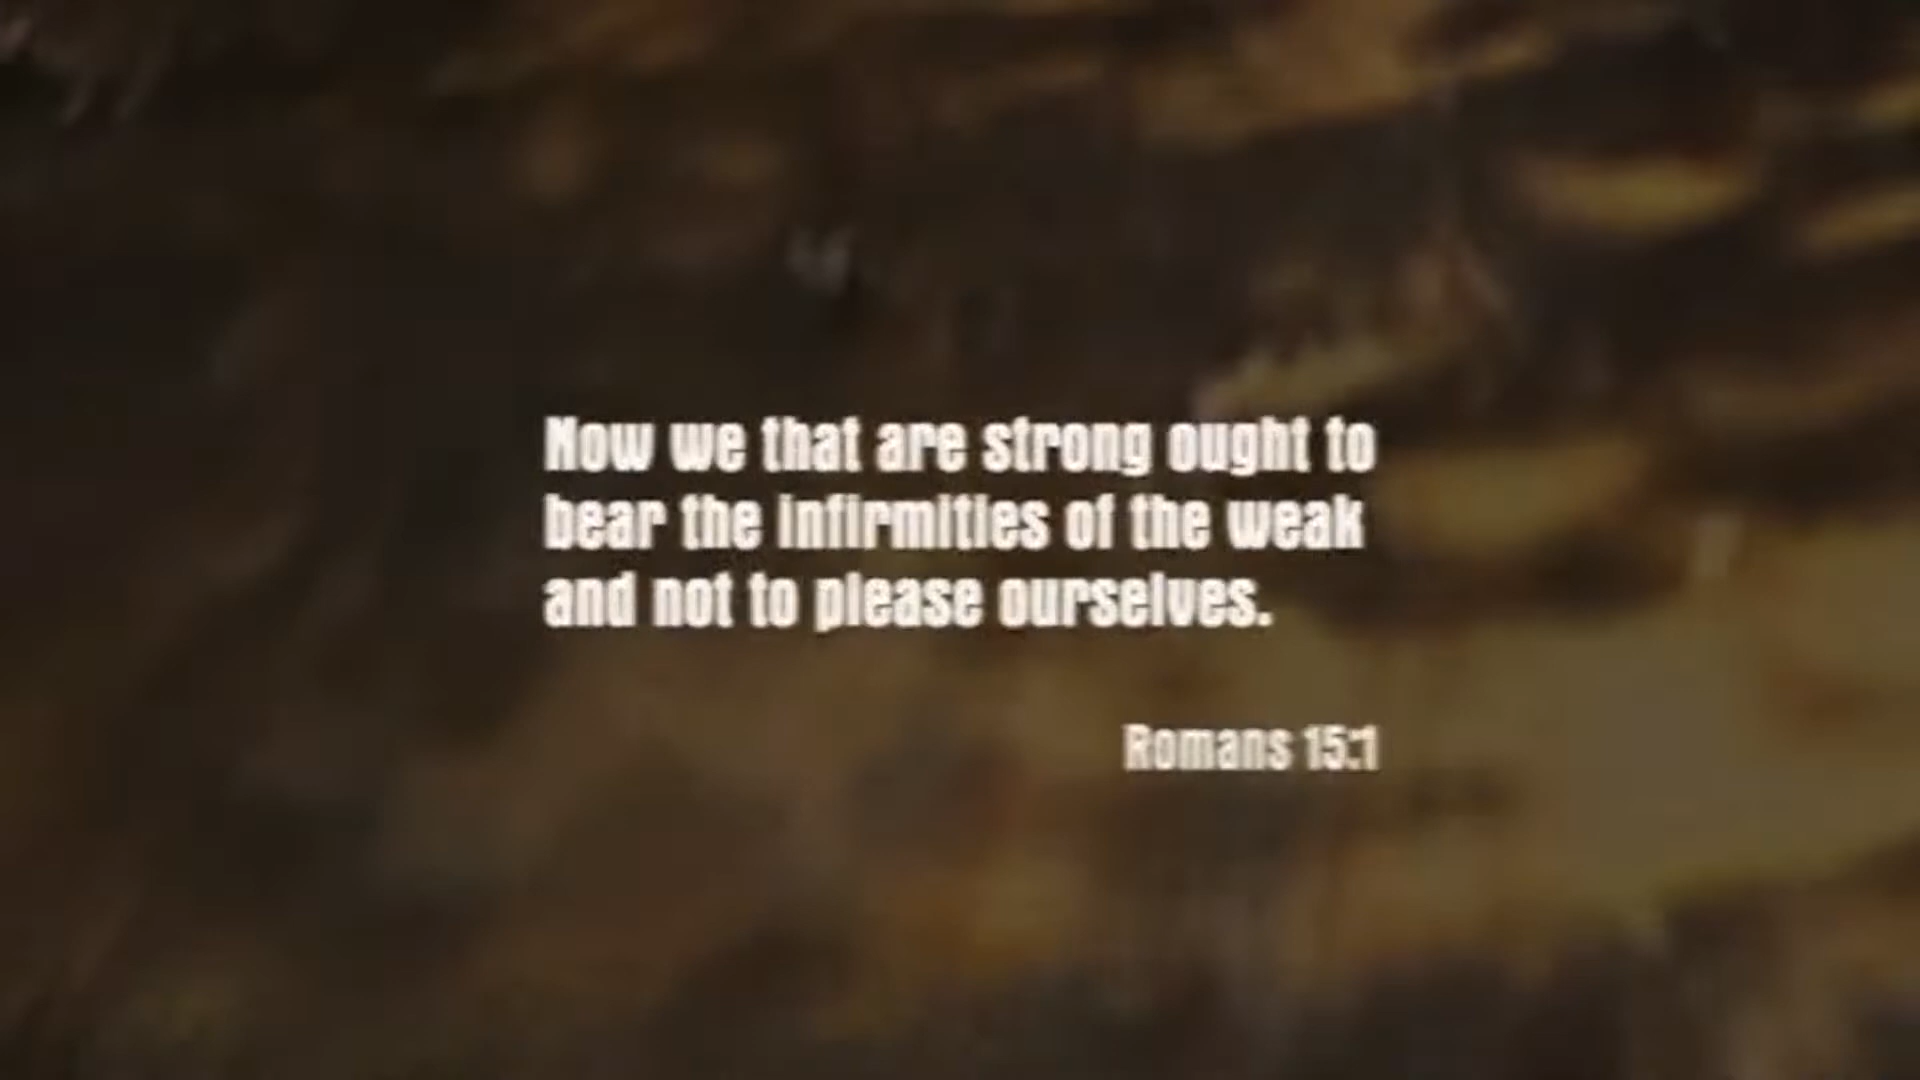 Now we that are strong ought to
bear the infirmities of the weak
and not to please ourselves.
Romans 15:1